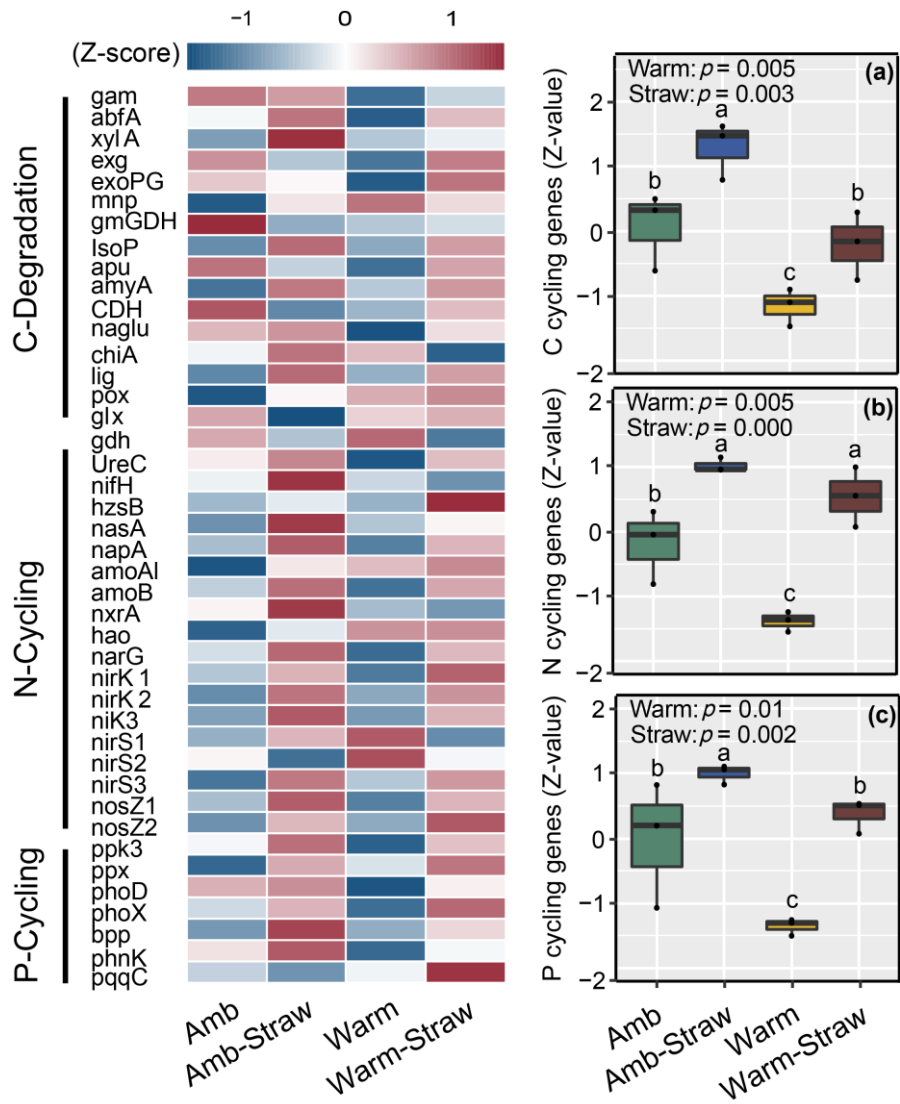 −1 0 1
(Z-score)
C-Degradation
gam
abfA
xylA
exg
exoPG
mnp
gmGDH
IsoP
apu
amyA
CDH
naglu
chiA
lig
pox
glx
gdh
N-Cycling
UreC
nifH
hzsB
nasA
napA
amoAI
amoB
nxrA
hao
narG
nirK 1
nirK 2
niK3
nirS1
nirS2
nirS3
nosZ1
nosZ2
P-Cycling
ppk3
ppx
phoD
phoX
bpp
phnK
pqqC
Amb
Amb-Straw
Warm
Warm-Straw
C cycling genes (Z-value)
2
1
0
−1
−2
Warm: p = 0.005
Straw: p = 0.003
(a)
b
a
c
b
N cycling genes (Z-value)
2
1
0
−1
−2
Warm: p = 0.005
Straw: p = 0.000
(b)
b
a
c
a
P cycling genes (Z-value)
2
1
0
−1
−2
Warm: p = 0.01
Straw: p = 0.002
(c)
b
a
c
b
Amb
Amb-Straw
Warm
Warm-Straw